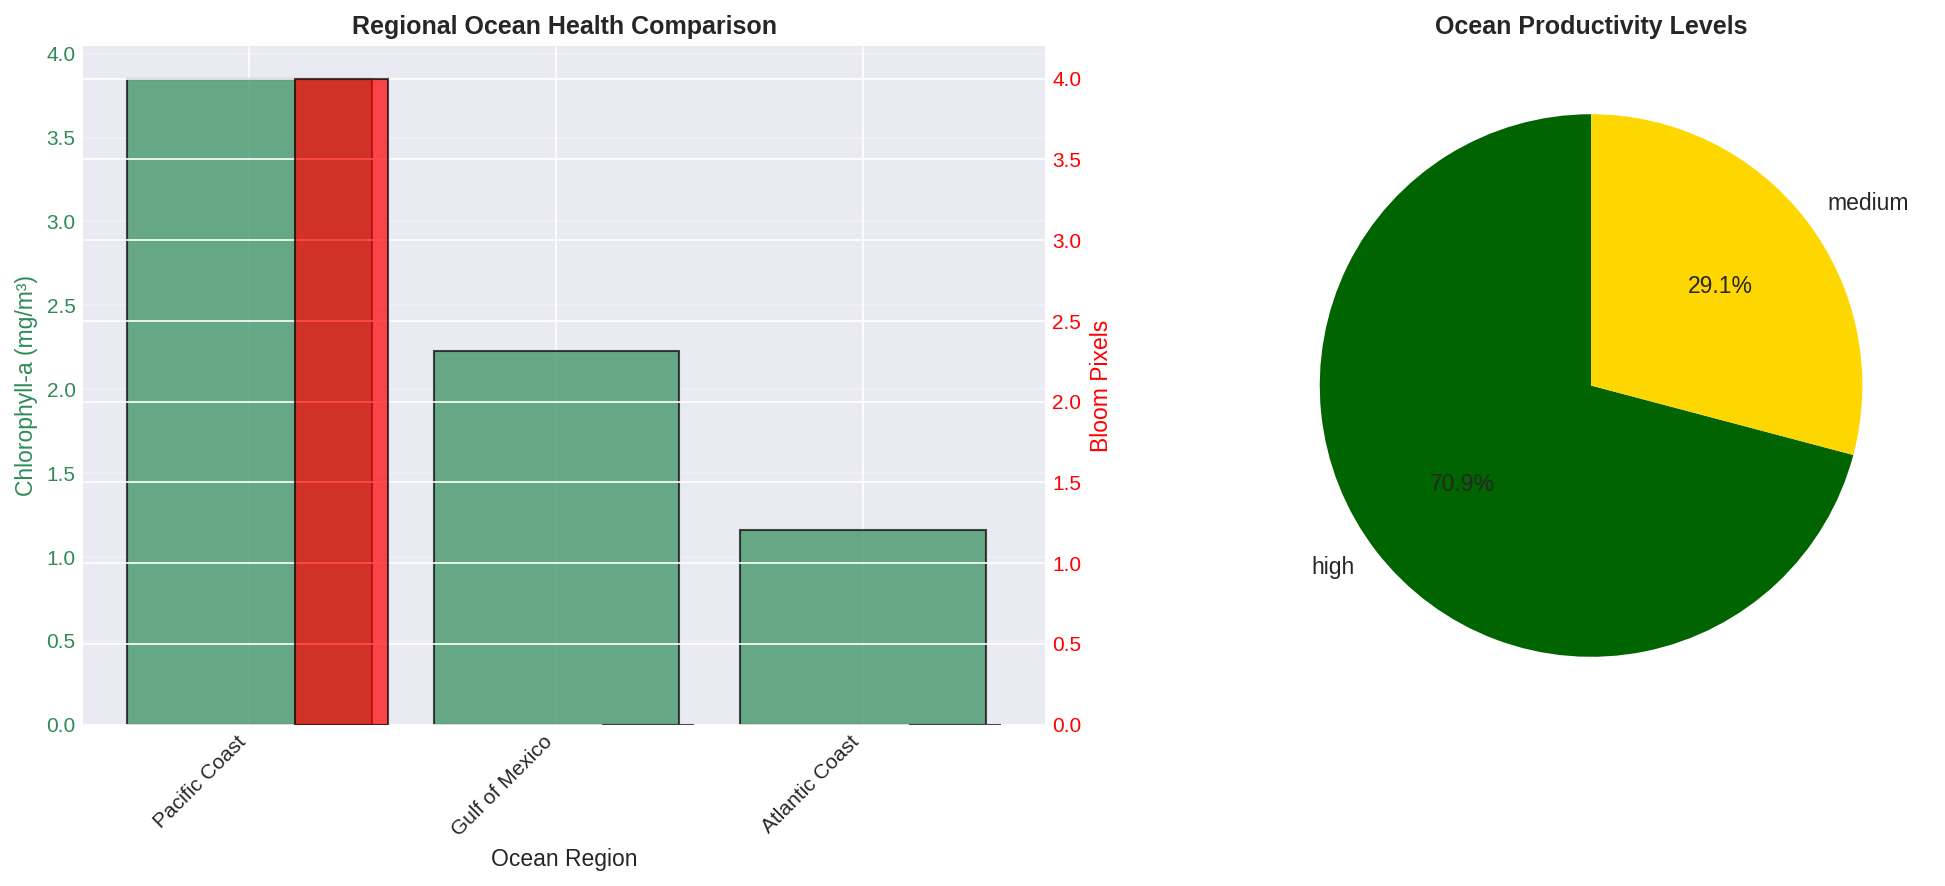 Regional Ocean Health Comparison
Chlorophyll-a (mg/m³)
4.0
3.5
3.0
2.5
2.0
1.5
1.0
0.5
0.0
4.0
3.5
3.0
2.5
2.0
1.5
1.0
0.5
0.0
Bloom Pixels
Pacific Coast
Gulf of Mexico
Atlantic Coast
Ocean Region
Ocean Productivity Levels
medium
29.1%
70.9%
high